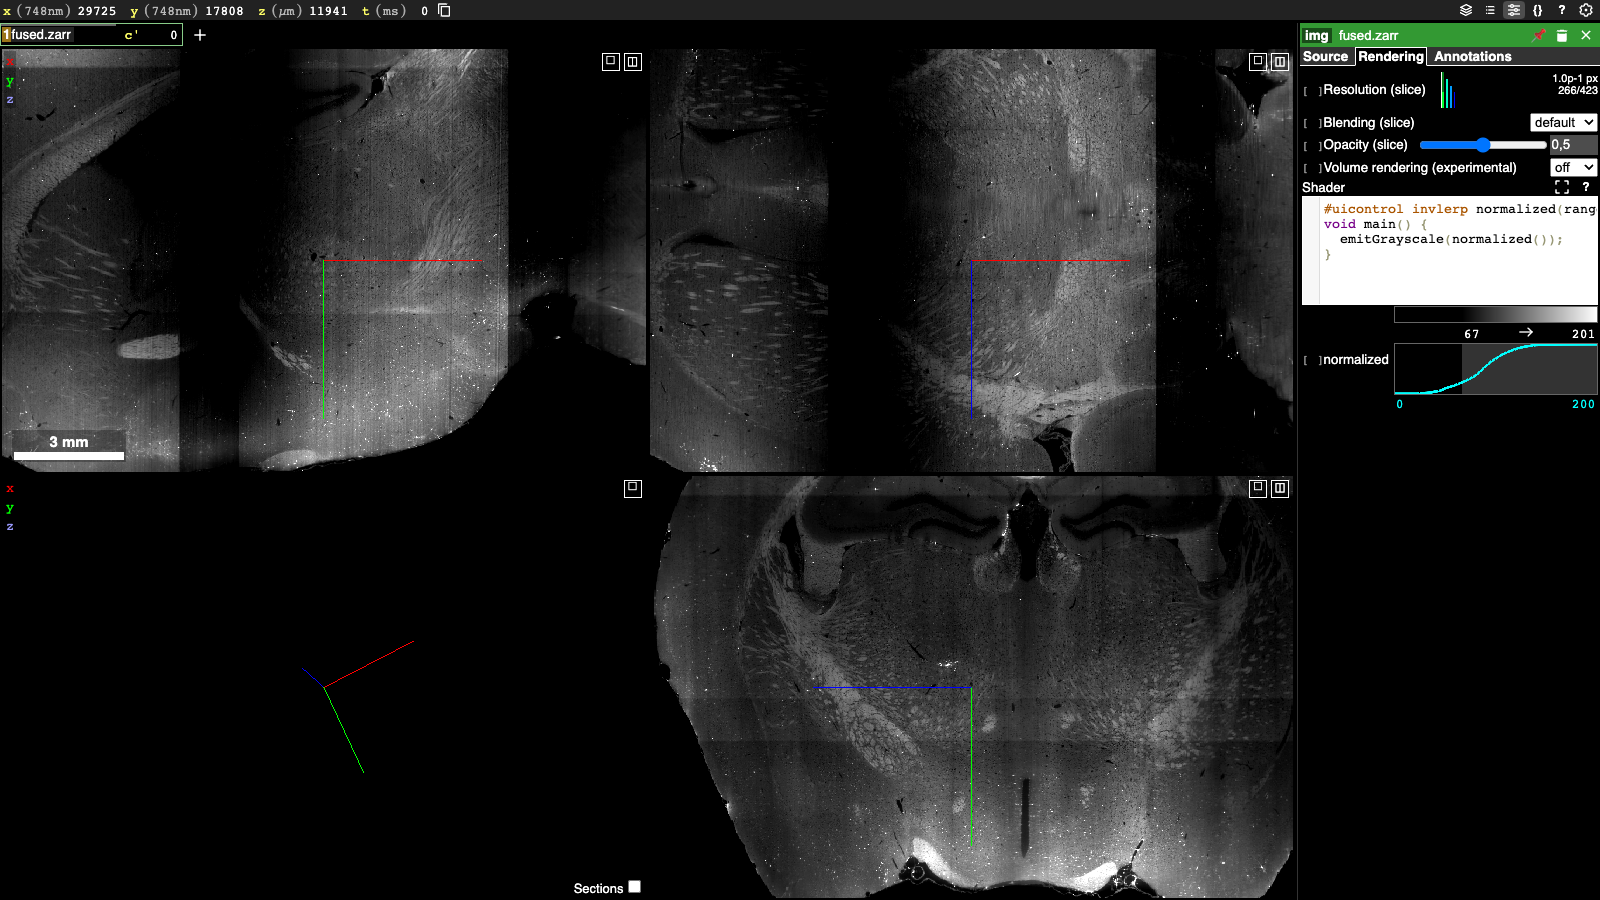 x (748nm) 29725 y (748nm) 17808 z (μm) 11941 t (ms) 0
1 fused.zarr c' 0 +
x
y
z
3 mm
x
y
z
Sections
img fused.zarr
Source Rendering Annotations
[ ] Resolution (slice) 1.0p-1 px
266/423
[ ] Blending (slice) default
[ ] Opacity (slice) 0,5
[ ] Volume rendering (experimental) off
Shader ?
#uicontrol invlerp normalized(rang
void main() {
emitGrayscale(normalized());
}
67 → 201
[ ] normalized
0 200